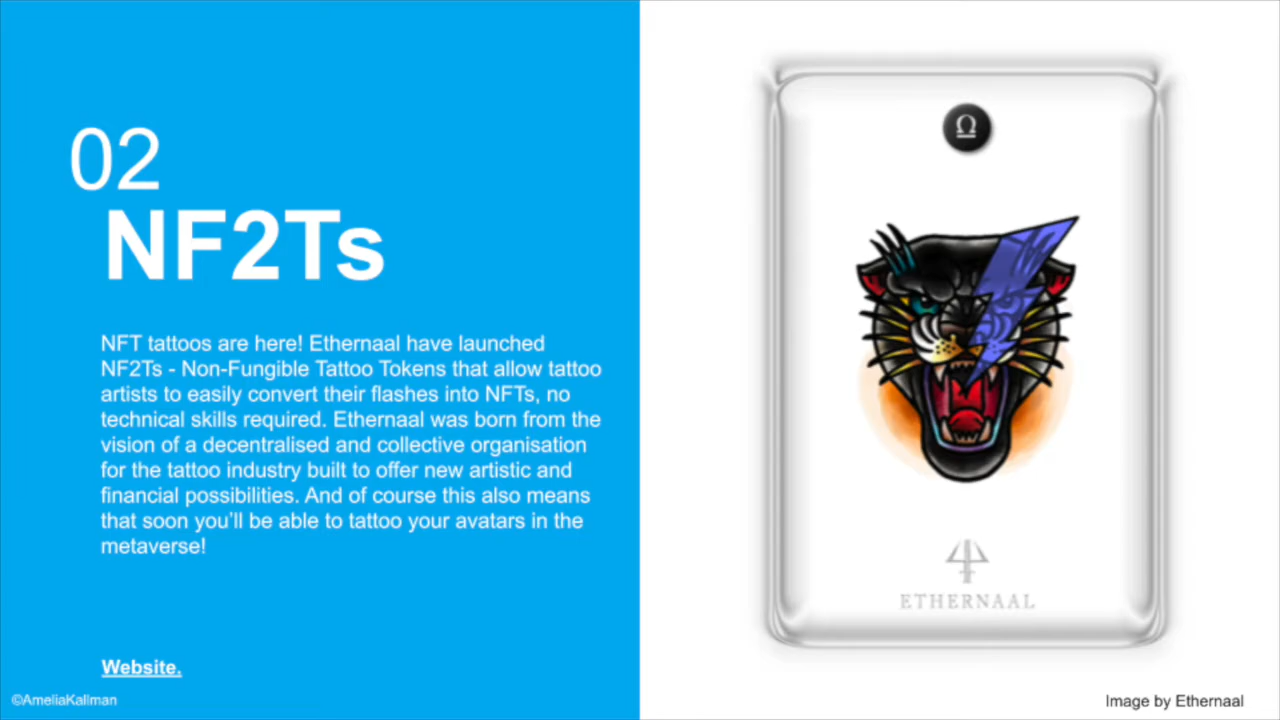 02
NF2Ts
NFT tattoos are here! Ethernaal have launched
NF2Ts - Non-Fungible Tattoo Tokens that allow tattoo
artists to easily convert their flashes into NFTs, no
technical skills required. Ethernaal was born from the
vision of a decentralised and collective organisation
for the tattoo industry built to offer new artistic and
financial possibilities. And of course this also means
that soon you’ll be able to tattoo your avatars in the
metaverse!
Website.
©AmeliaKallman
Ω
ETHERNAAL
Image by Ethernaal